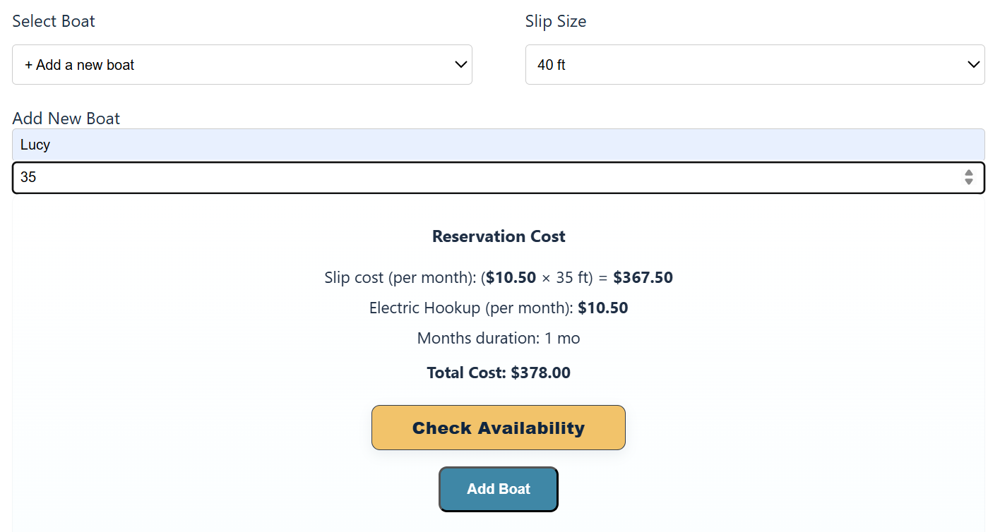 Select Boat
Slip Size
+ Add a new boat
40 ft
Add New Boat
Lucy
35
Reservation Cost
Slip cost (per month): ($10.50 × 35 ft) = $367.50
Electric Hookup (per month): $10.50
Months duration: 1 mo
Total Cost: $378.00
Check Availability
Add Boat